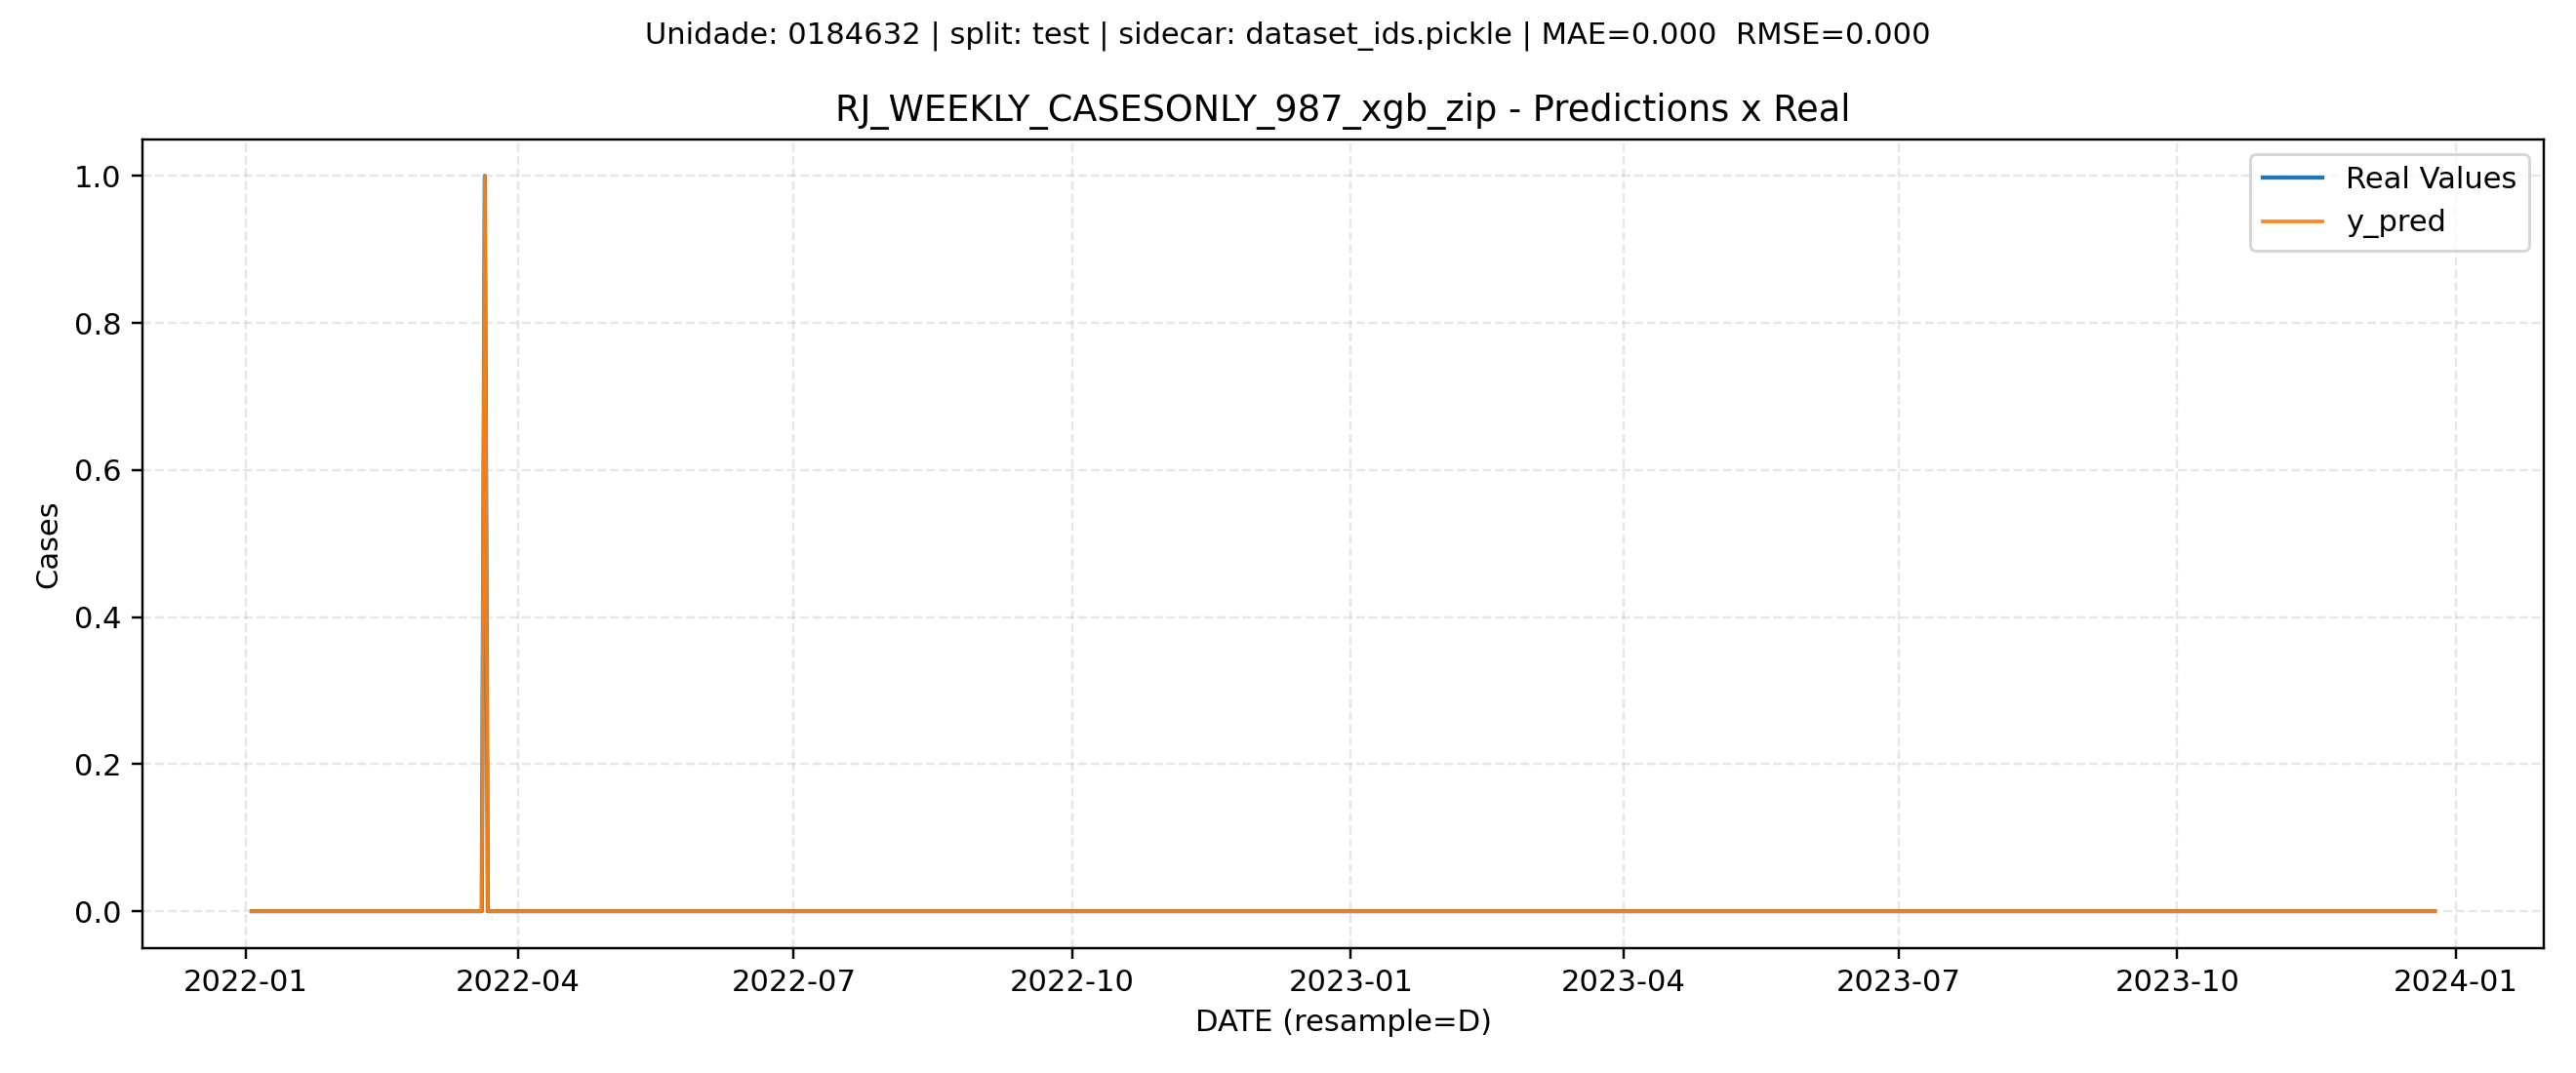 Unidade: 0184632 | split: test | sidecar: dataset_ids.pickle | MAE=0.000  RMSE=0.000
RJ_WEEKLY_CASESONLY_987_xgb_zip - Predictions x Real
Real Values
y_pred
1.0
0.8
0.6
0.4
0.2
0.0
Cases
2022-01 2022-04 2022-07 2022-10 2023-01 2023-04 2023-07 2023-10 2024-01
DATE (resample=D)